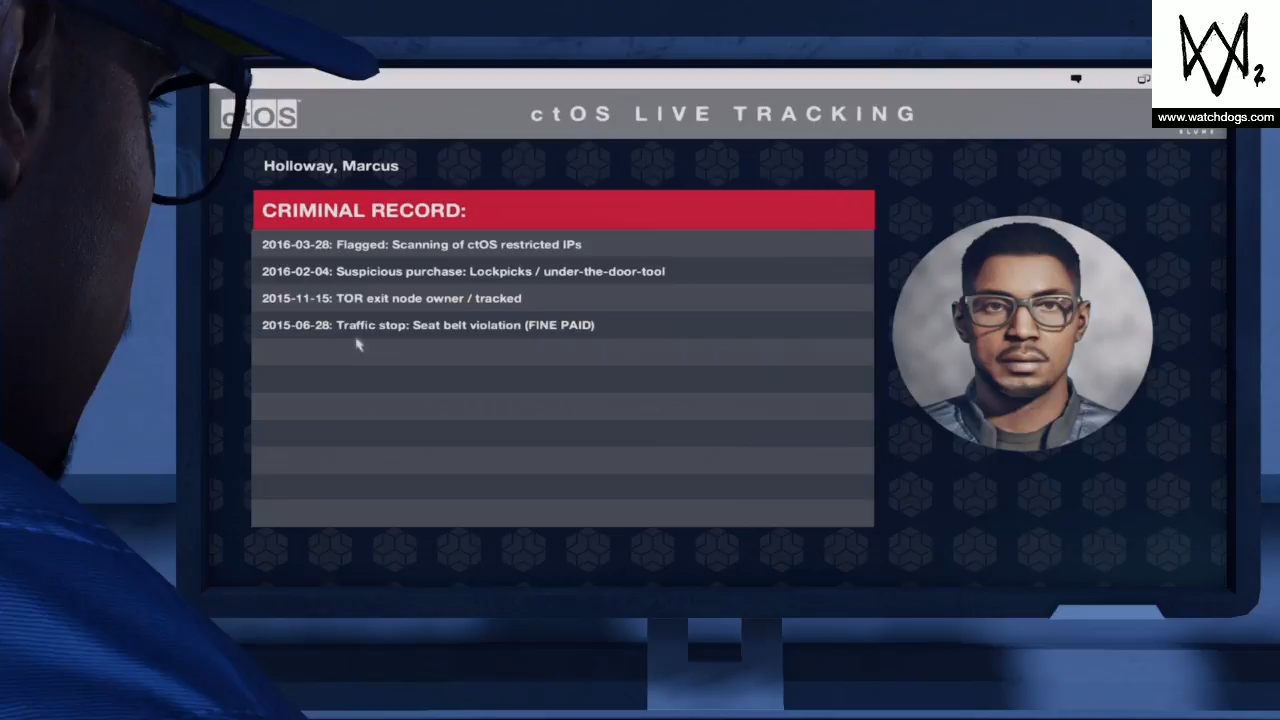 2
www.watchdogs.com
ctOS
ctOS LIVE TRACKING
BLUME
Holloway, Marcus
CRIMINAL RECORD:
2016-03-28: Flagged: Scanning of ctOS restricted IPs
2016-02-04: Suspicious purchase: Lockpicks / under-the-door-tool
2015-11-15: TOR exit node owner / tracked
2015-06-28: Traffic stop: Seat belt violation (FINE PAID)